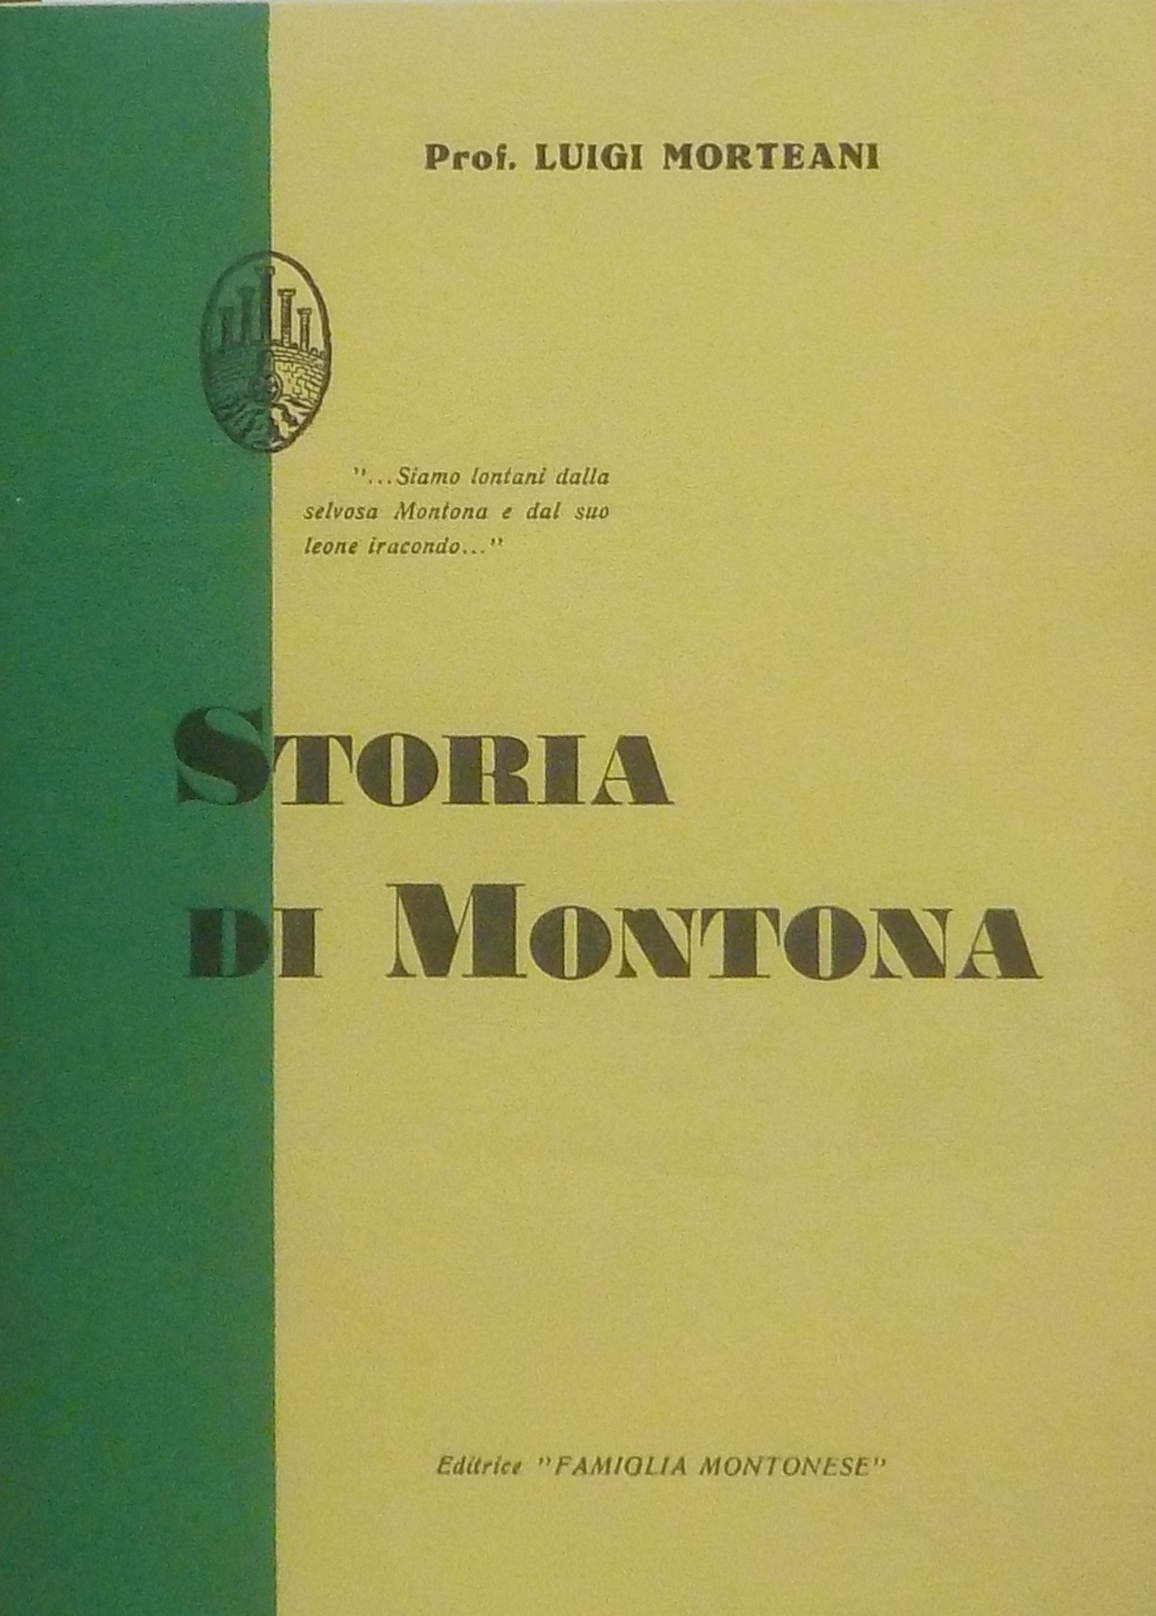 Prof. LUIGI MORTEANI
"...Siamo lontani dalla
selvosa Montona e dal suo
leone iracondo..."
STORIA
DI MONTONA
Editrice "FAMIGLIA MONTONESE"